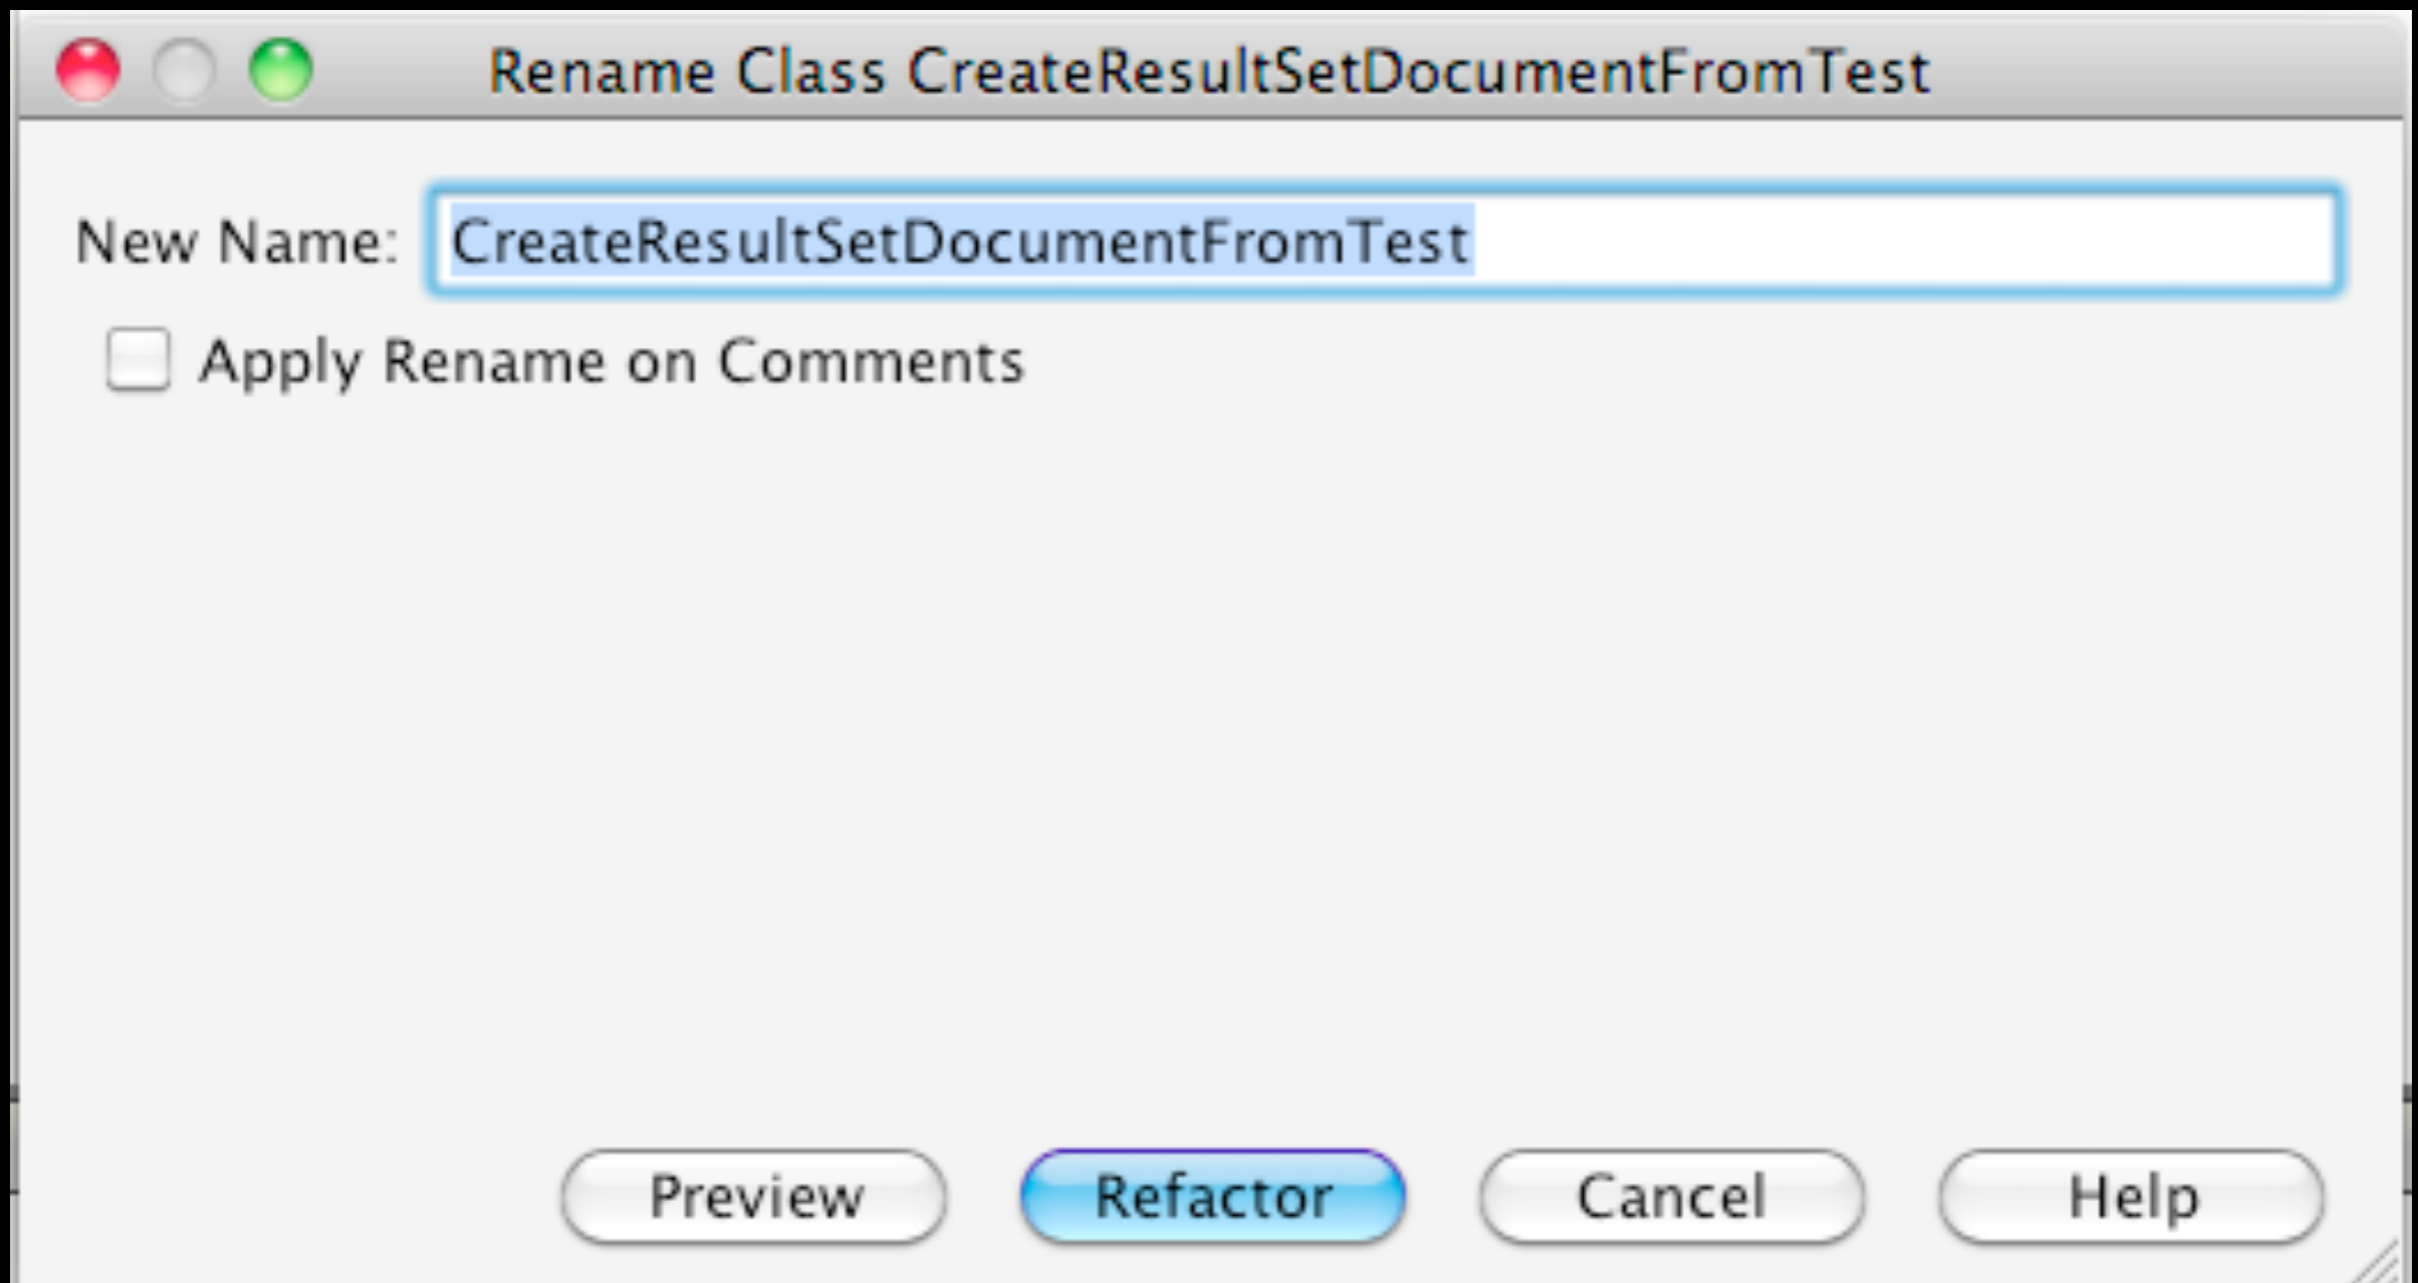 Rename Class CreateResultSetDocumentFromTest
New Name: CreateResultSetDocumentFromTest
Apply Rename on Comments
Preview Refactor Cancel Help